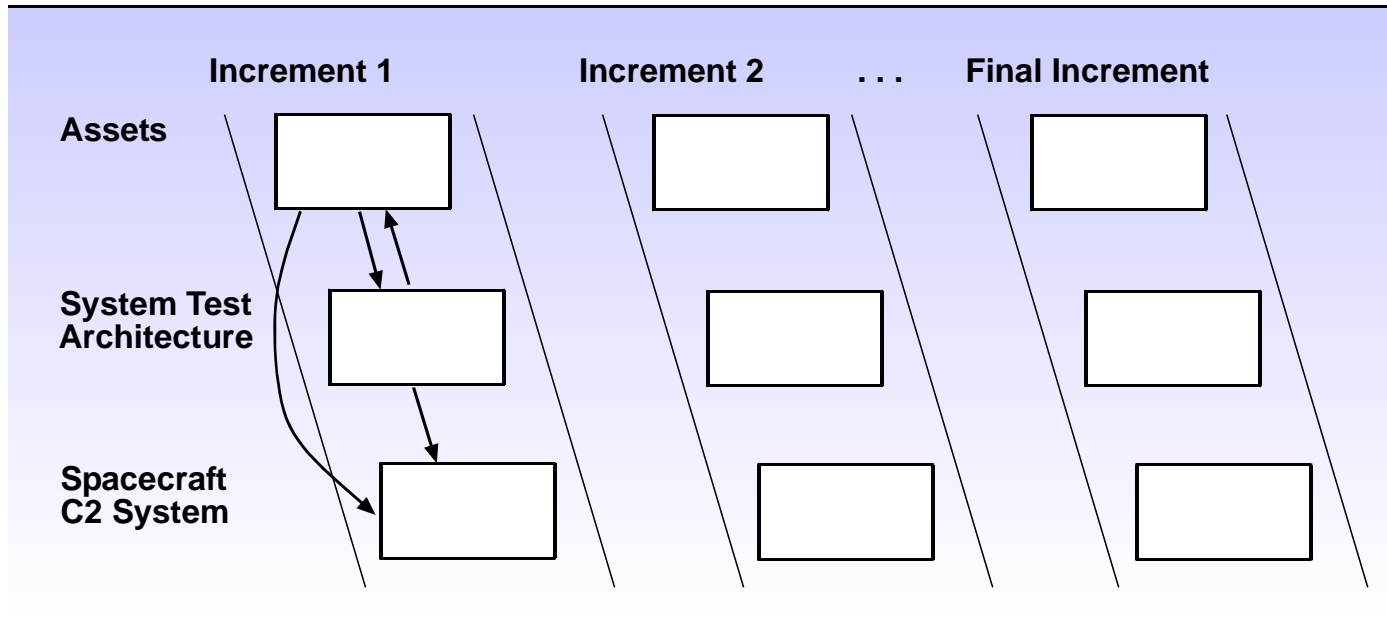 Increment 1 Increment 2 . . . Final Increment
Assets
System Test
Architecture
Spacecraft
C2 System